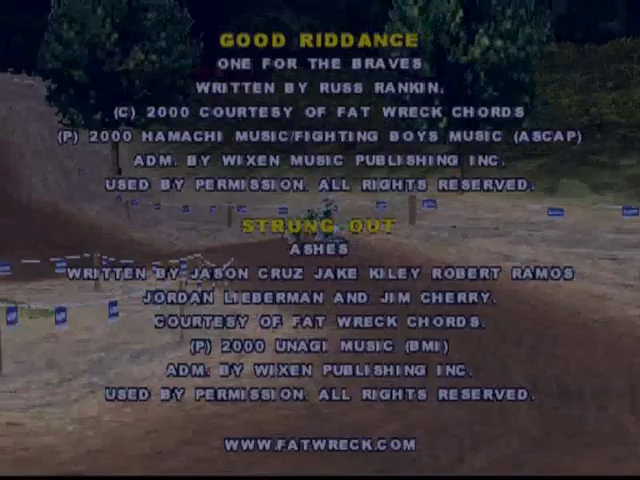 GOOD RIDDANCE
ONE FOR THE BRAVES
WRITTEN BY RUSS RANKIN.
(C) 2000 COURTESY OF FAT WRECK CHORDS
(P) 2000 HAMACHI MUSIC/FIGHTING BOYS MUSIC (ASCAP)
ADM. BY WIXEN MUSIC PUBLISHING INC.
USED BY PERMISSION. ALL RIGHTS RESERVED.
STRUNG OUT
ASHES
WRITTEN BY JASON CRUZ JAKE KILEY ROBERT RAMOS
JORDAN LIEBERMAN AND JIM CHERRY.
COURTESY OF FAT WRECK CHORDS.
(P) 2000 UNAGI MUSIC (BMI)
ADM. BY WIXEN PUBLISHING INC.
USED BY PERMISSION. ALL RIGHTS RESERVED.
WWW.FATWRECK.COM